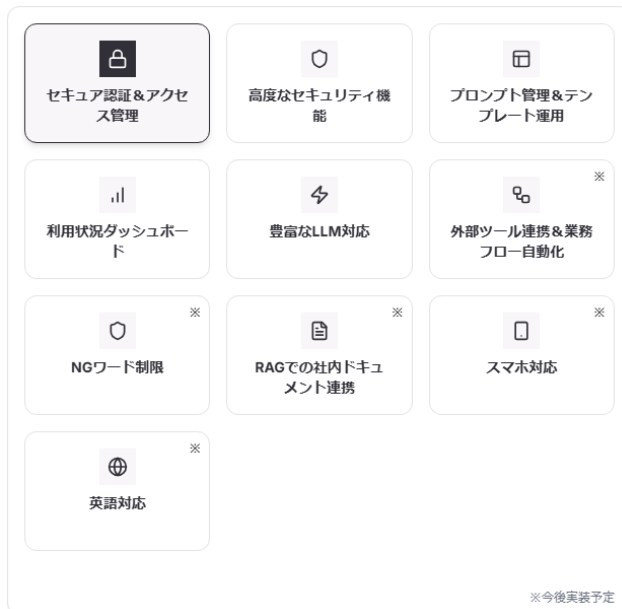 セキュア認証＆アクセ
ス管理
高度なセキュリティ機
能
プロンプト管理＆テン
プレート運用
利用状況ダッシュボー
ド
豊富なLLM対応
※
外部ツール連携＆業務
フロー自動化
※
NGワード制限
※
RAGでの社内ドキュ
メント連携
※
スマホ対応
※
英語対応
※今後実装予定